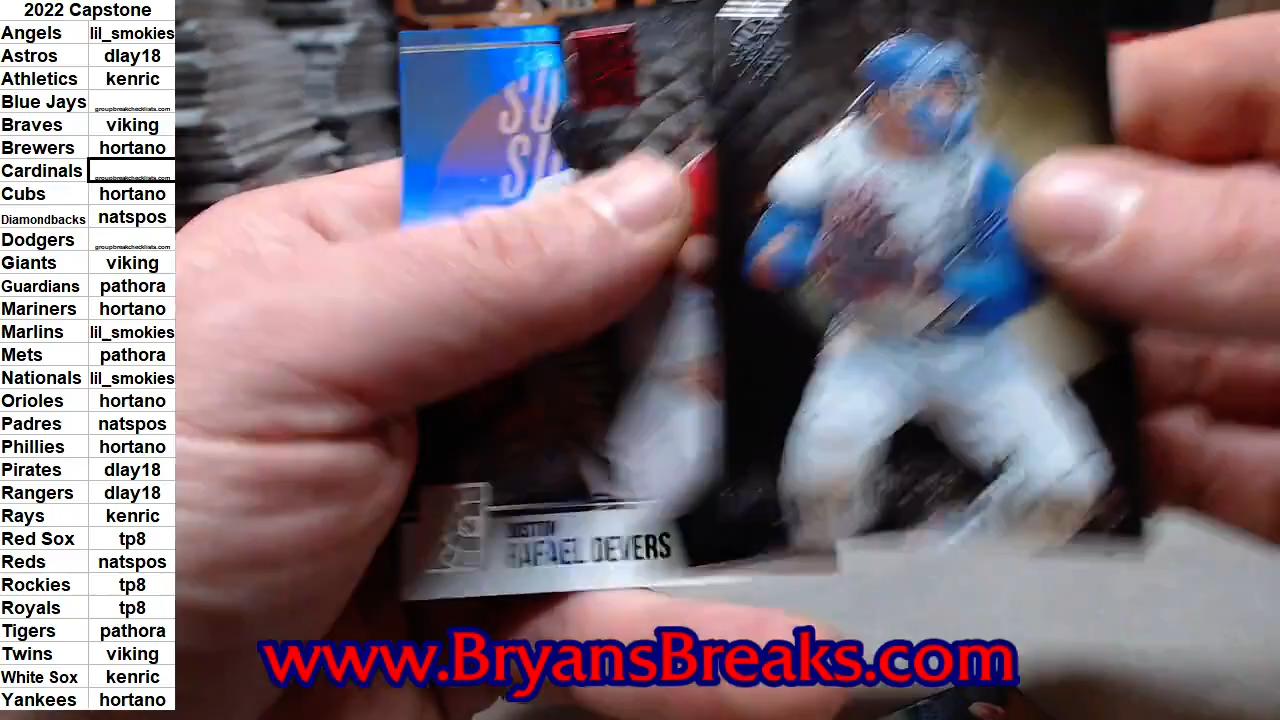 2022 Capstone
Angels lil_smokies
Astros dlay18
Athletics kenric
Blue Jays groupbreakchecklists.com
Braves viking
Brewers hortano
Cardinals groupbreakchecklists.com
Cubs hortano
Diamondbacks natspos
Dodgers groupbreakchecklists.com
Giants viking
Guardians pathora
Mariners hortano
Marlins lil_smokies
Mets pathora
Nationals lil_smokies
Orioles hortano
Padres natspos
Phillies hortano
Pirates dlay18
Rangers dlay18
Rays kenric
Red Sox tp8
Reds natspos
Rockies tp8
Royals tp8
Tigers pathora
Twins viking
White Sox kenric
Yankees hortano
BOSTON
RAFAEL DEVERS
www.BryansBreaks.com